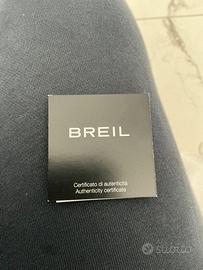 BREIL
Certificato di autenticità
Authenticity certificate
subito